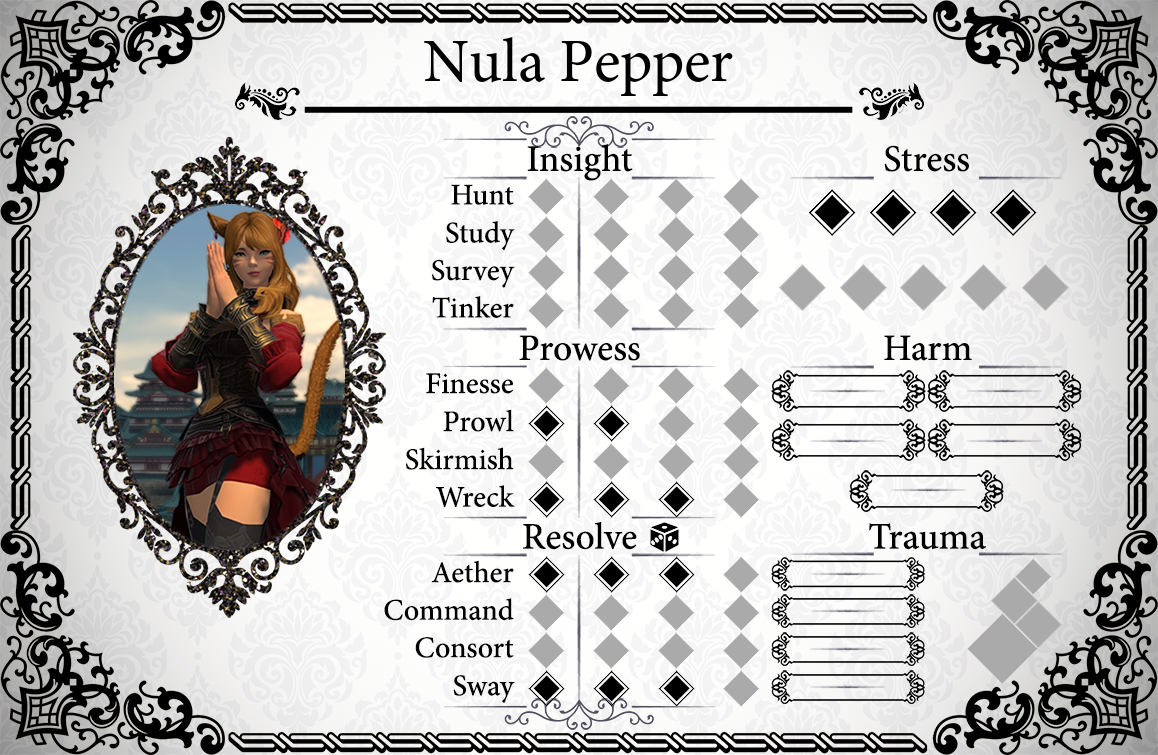 Nula Pepper
Insight
Hunt
Study
Survey
Tinker
Prowess
Finesse
Prowl
Skirmish
Wreck
Resolve
Aether
Command
Consort
Sway
Stress
Harm
Trauma